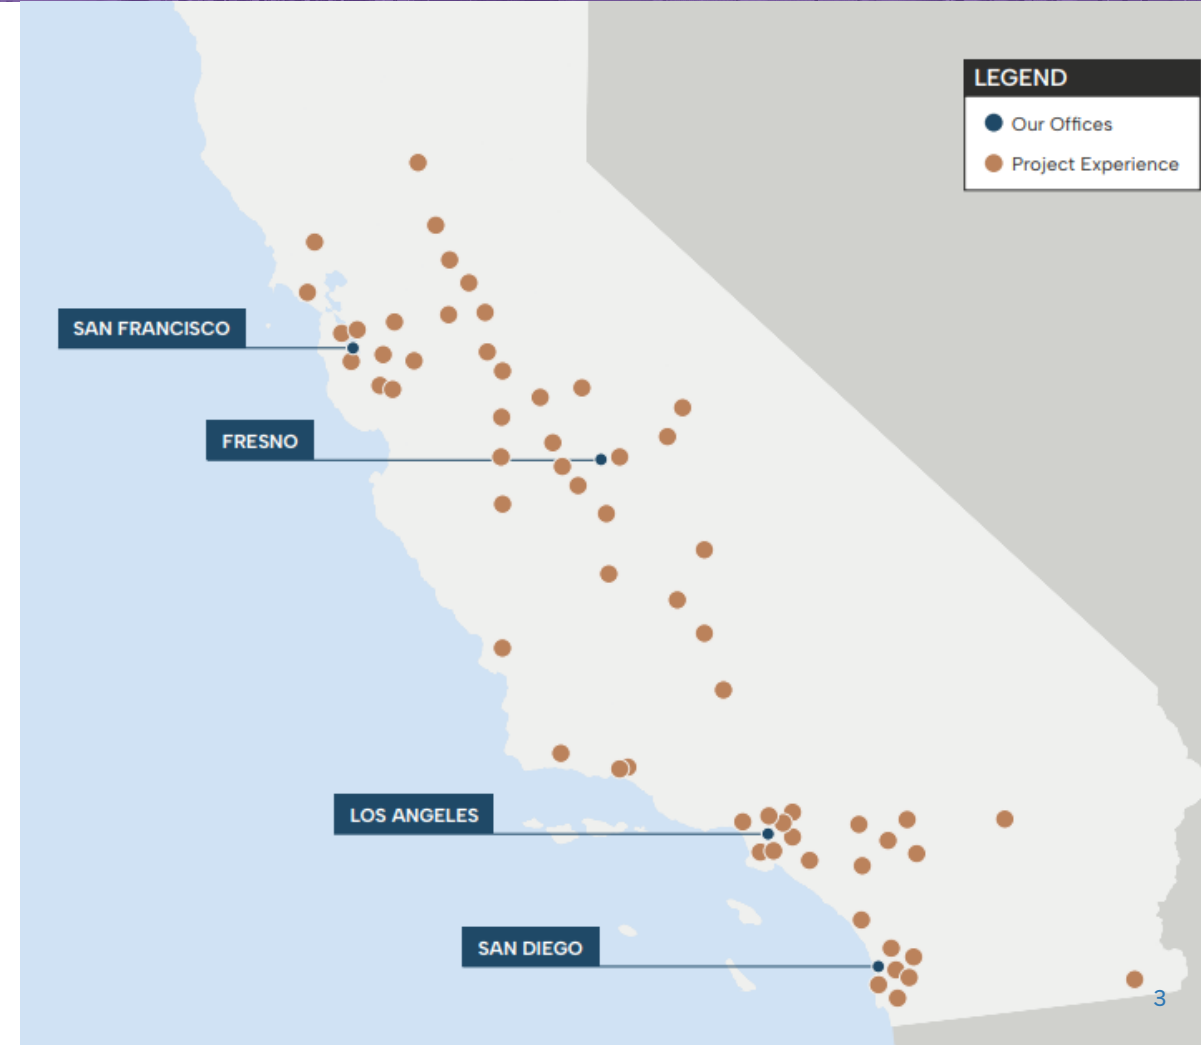 LEGEND
Our Offices
Project Experience
SAN FRANCISCO
FRESNO
LOS ANGELES
SAN DIEGO
3